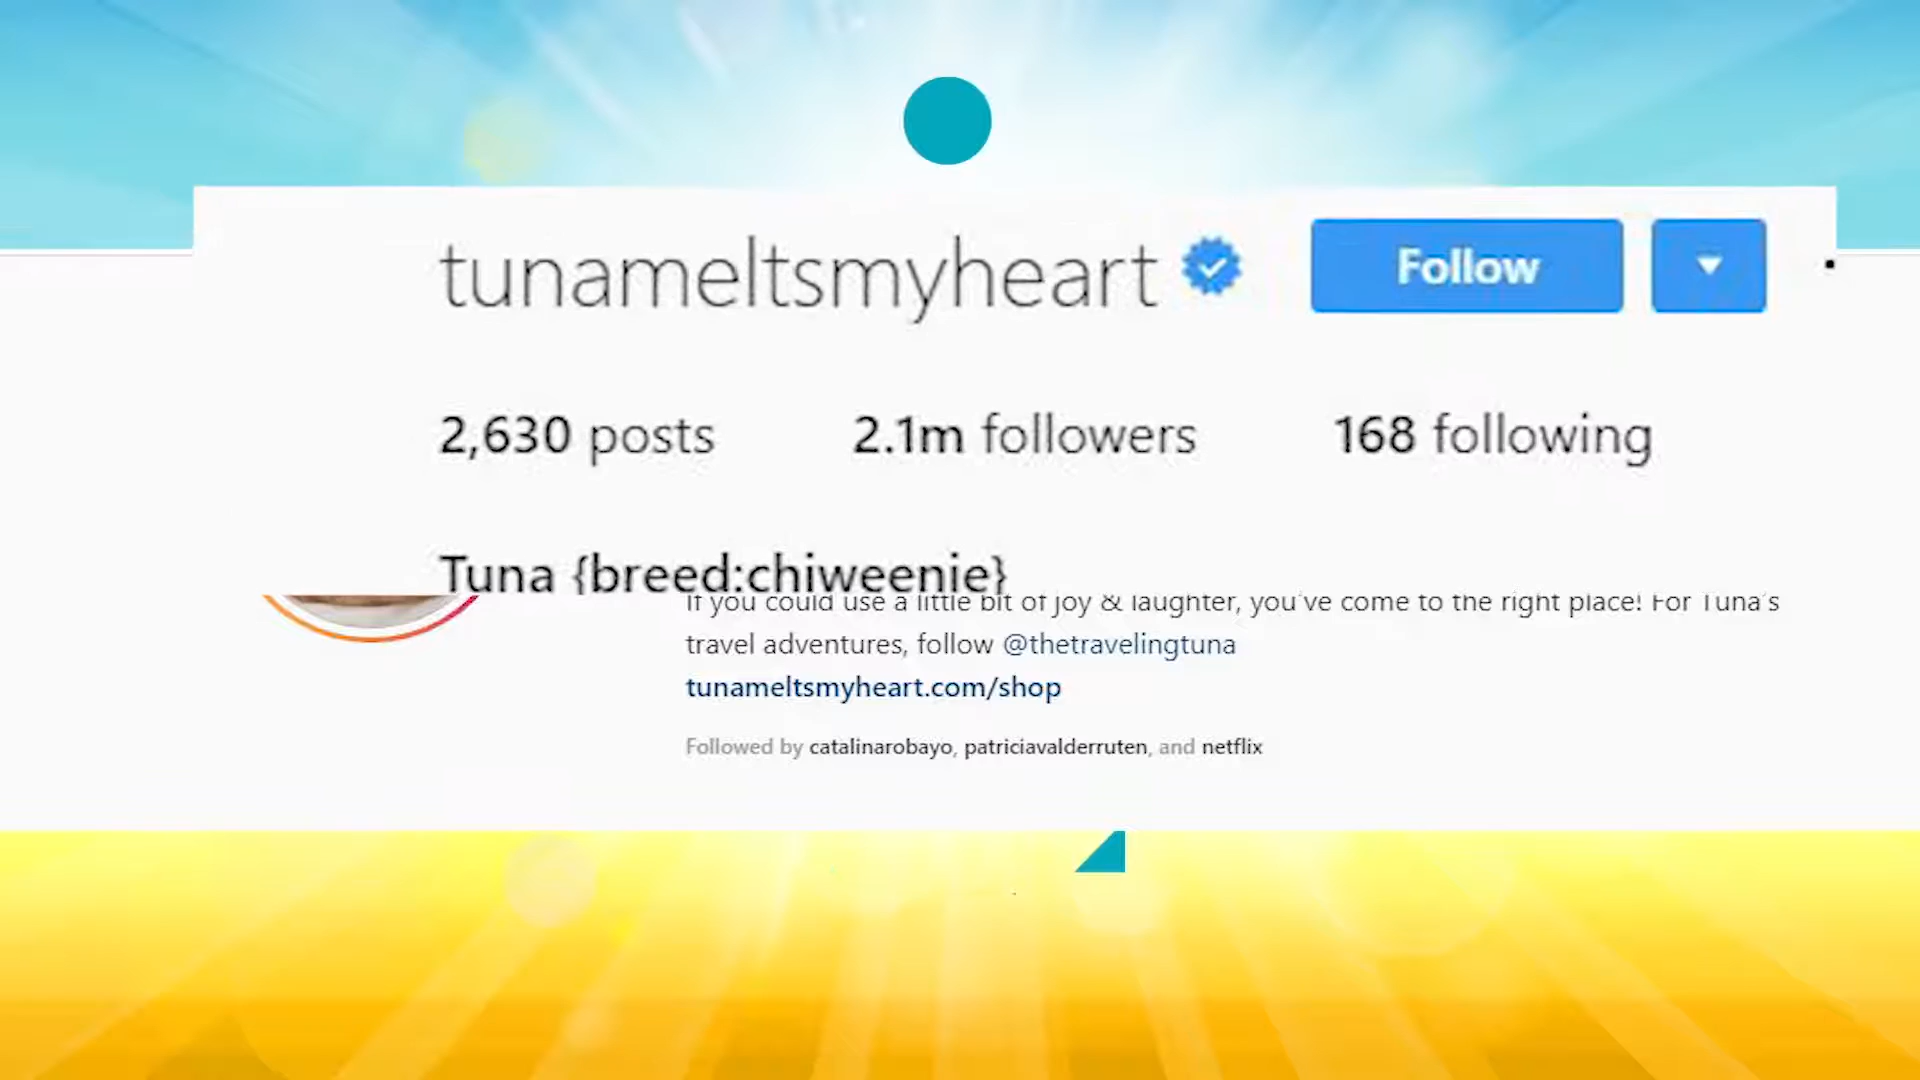 tunameltsmyheart
Follow
2,630 posts 2.1m followers 168 following
Tuna {breed:chiweenie}
If you could use a little bit of joy & laughter, you've come to the right place! For Tuna's
travel adventures, follow @thetravelingtuna
tunameltsmyheart.com/shop
Followed by catalinarobayo, patriciavalderruten, and netflix